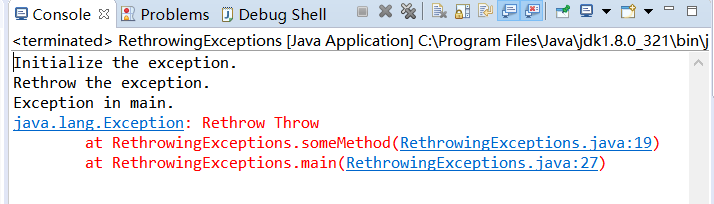 Console Problems Debug Shell
<terminated> RethrowingExceptions [Java Application] C:\Program Files\Java\jdk1.8.0_321\bin\j
Initialize the exception.
Rethrow the exception.
Exception in main.
java.lang.Exception: Rethrow Throw
at RethrowingExceptions.someMethod(RethrowingExceptions.java:19)
at RethrowingExceptions.main(RethrowingExceptions.java:27)